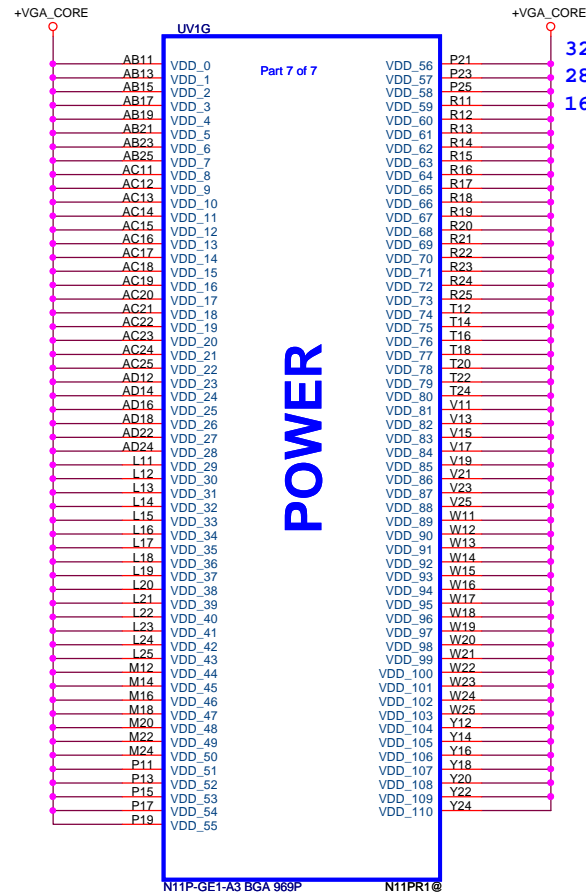 +VGA_CORE +VGA_CORE
UV1G
Part 7 of 7
32
28
16
AB11 VDD_0 VDD_56 P21
AB13 VDD_1 VDD_57 P23
AB15 VDD_2 VDD_58 P25
AB17 VDD_3 VDD_59 R11
AB19 VDD_4 VDD_60 R12
AB21 VDD_5 VDD_61 R13
AB23 VDD_6 VDD_62 R14
AB25 VDD_7 VDD_63 R15
AC11 VDD_8 VDD_64 R16
AC12 VDD_9 VDD_65 R17
AC13 VDD_10 VDD_66 R18
AC14 VDD_11 VDD_67 R19
AC15 VDD_12 VDD_68 R20
AC16 VDD_13 VDD_69 R21
AC17 VDD_14 VDD_70 R22
AC18 VDD_15 VDD_71 R23
AC19 VDD_16 VDD_72 R24
AC20 VDD_17 VDD_73 R25
AC21 VDD_18 VDD_74 T12
AC22 VDD_19 VDD_75 T14
AC23 VDD_20 VDD_76 T16
AC24 VDD_21 VDD_77 T18
AC25 VDD_22 VDD_78 T20
AD12 VDD_23 VDD_79 T22
AD14 VDD_24 VDD_80 T24
AD16 VDD_25 VDD_81 V11
AD18 VDD_26 VDD_82 V13
AD22 VDD_27 VDD_83 V15
AD24 VDD_28 VDD_84 V17
L11 VDD_29 VDD_85 V19
L12 VDD_30 VDD_86 V21
L13 VDD_31 VDD_87 V23
L14 VDD_32 VDD_88 V25
L15 VDD_33 VDD_89 W11
L16 VDD_34 VDD_90 W12
L17 VDD_35 VDD_91 W13
L18 VDD_36 VDD_92 W14
L19 VDD_37 VDD_93 W15
L20 VDD_38 VDD_94 W16
L21 VDD_39 VDD_95 W17
L22 VDD_40 VDD_96 W18
L23 VDD_41 VDD_97 W19
L24 VDD_42 VDD_98 W20
L25 VDD_43 VDD_99 W21
M12 VDD_44 VDD_100 W22
M14 VDD_45 VDD_101 W23
M16 VDD_46 VDD_102 W24
M18 VDD_47 VDD_103 W25
M20 VDD_48 VDD_104 Y12
M22 VDD_49 VDD_105 Y14
M24 VDD_50 VDD_106 Y16
P11 VDD_51 VDD_107 Y18
P13 VDD_52 VDD_108 Y20
P15 VDD_53 VDD_109 Y22
P17 VDD_54 VDD_110 Y24
P19 VDD_55
POWER
N11P-GE1-A3 BGA 969P N11PR1@